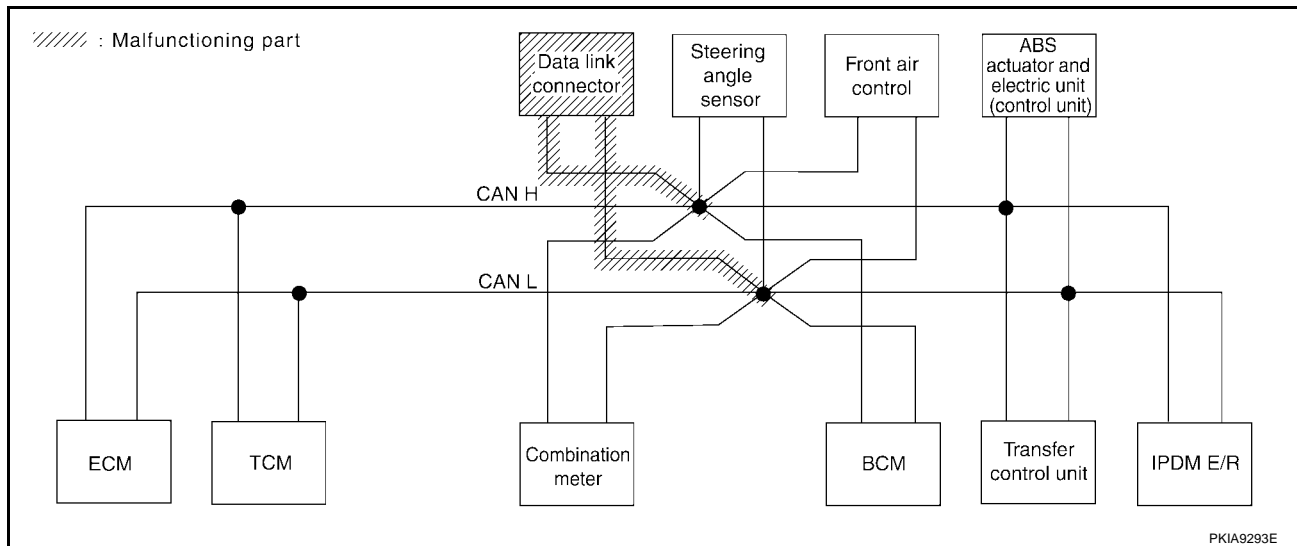 : Malfunctioning part
Data link
connector
Steering
angle
sensor
Front air
control
ABS
actuator and
electric unit
(control unit)
CAN H
CAN L
ECM
TCM
Combination
meter
BCM
Transfer
control unit
IPDM E/R
PKIA9293E